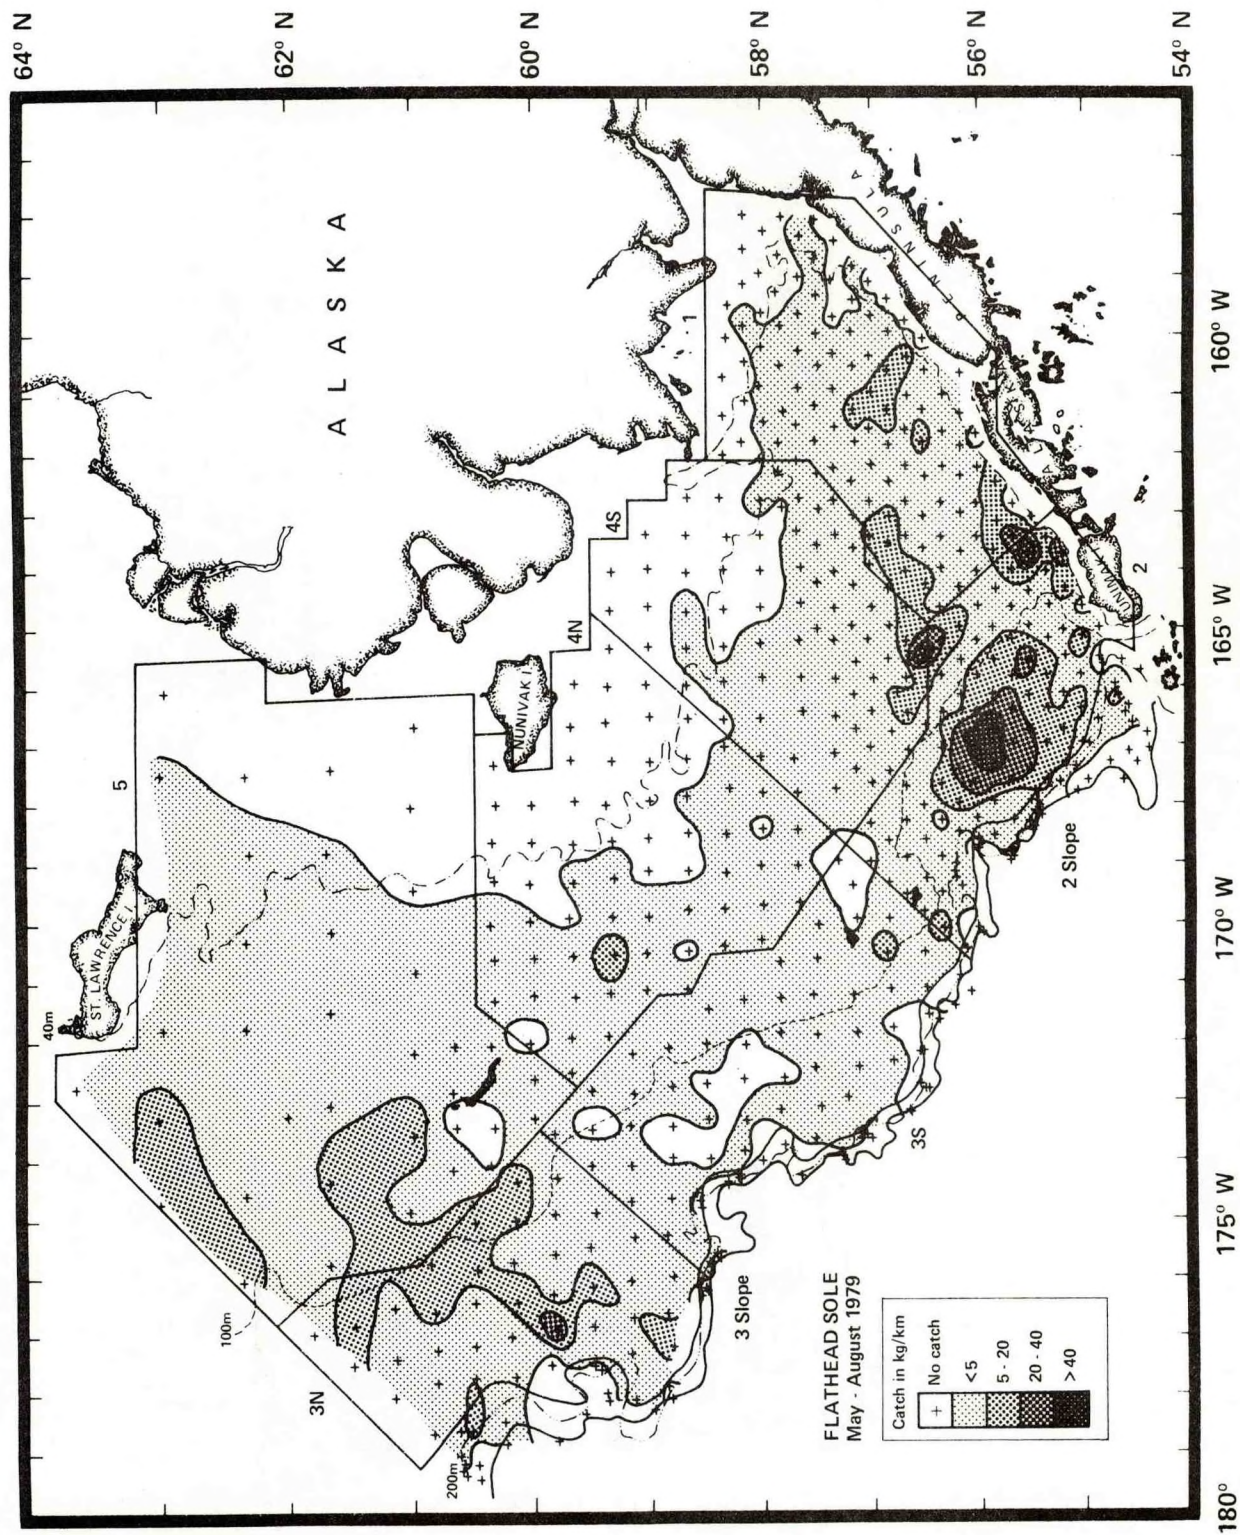 64° N
62° N
60° N
58° N
56° N
54° N
160° W
165° W
170° W
175° W
180°
ALASKA
PENINSULA
ALASKA
UNIMAK
NUNIVAK I.
ST. LAWRENCE I.
1
2
4S
4N
5
3N
3S
2 Slope
3 Slope
40m
100m
200m
FLATHEAD SOLE
May - August 1979
Catch in kg/km
No catch
<5
5 - 20
20 - 40
>40